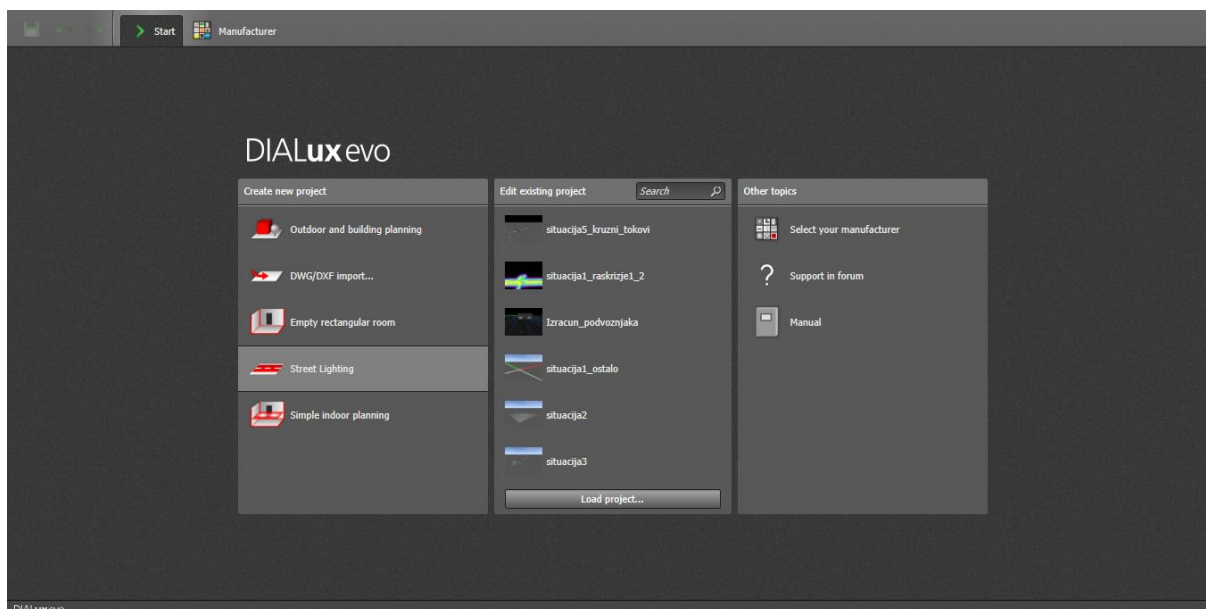 Start
Manufacturer
DIALux evo
Create new project
Outdoor and building planning
DWG/DXF import...
Empty rectangular room
Street Lighting
Simple indoor planning
Edit existing project
Search
situacija5_kruzni_tokovi
situacija1_raskrizje1_2
Izracun_podvoznjaka
situacija1_ostalo
situacija2
situacija3
Load project...
Other topics
Select your manufacturer
Support in forum
Manual
DIALux evo